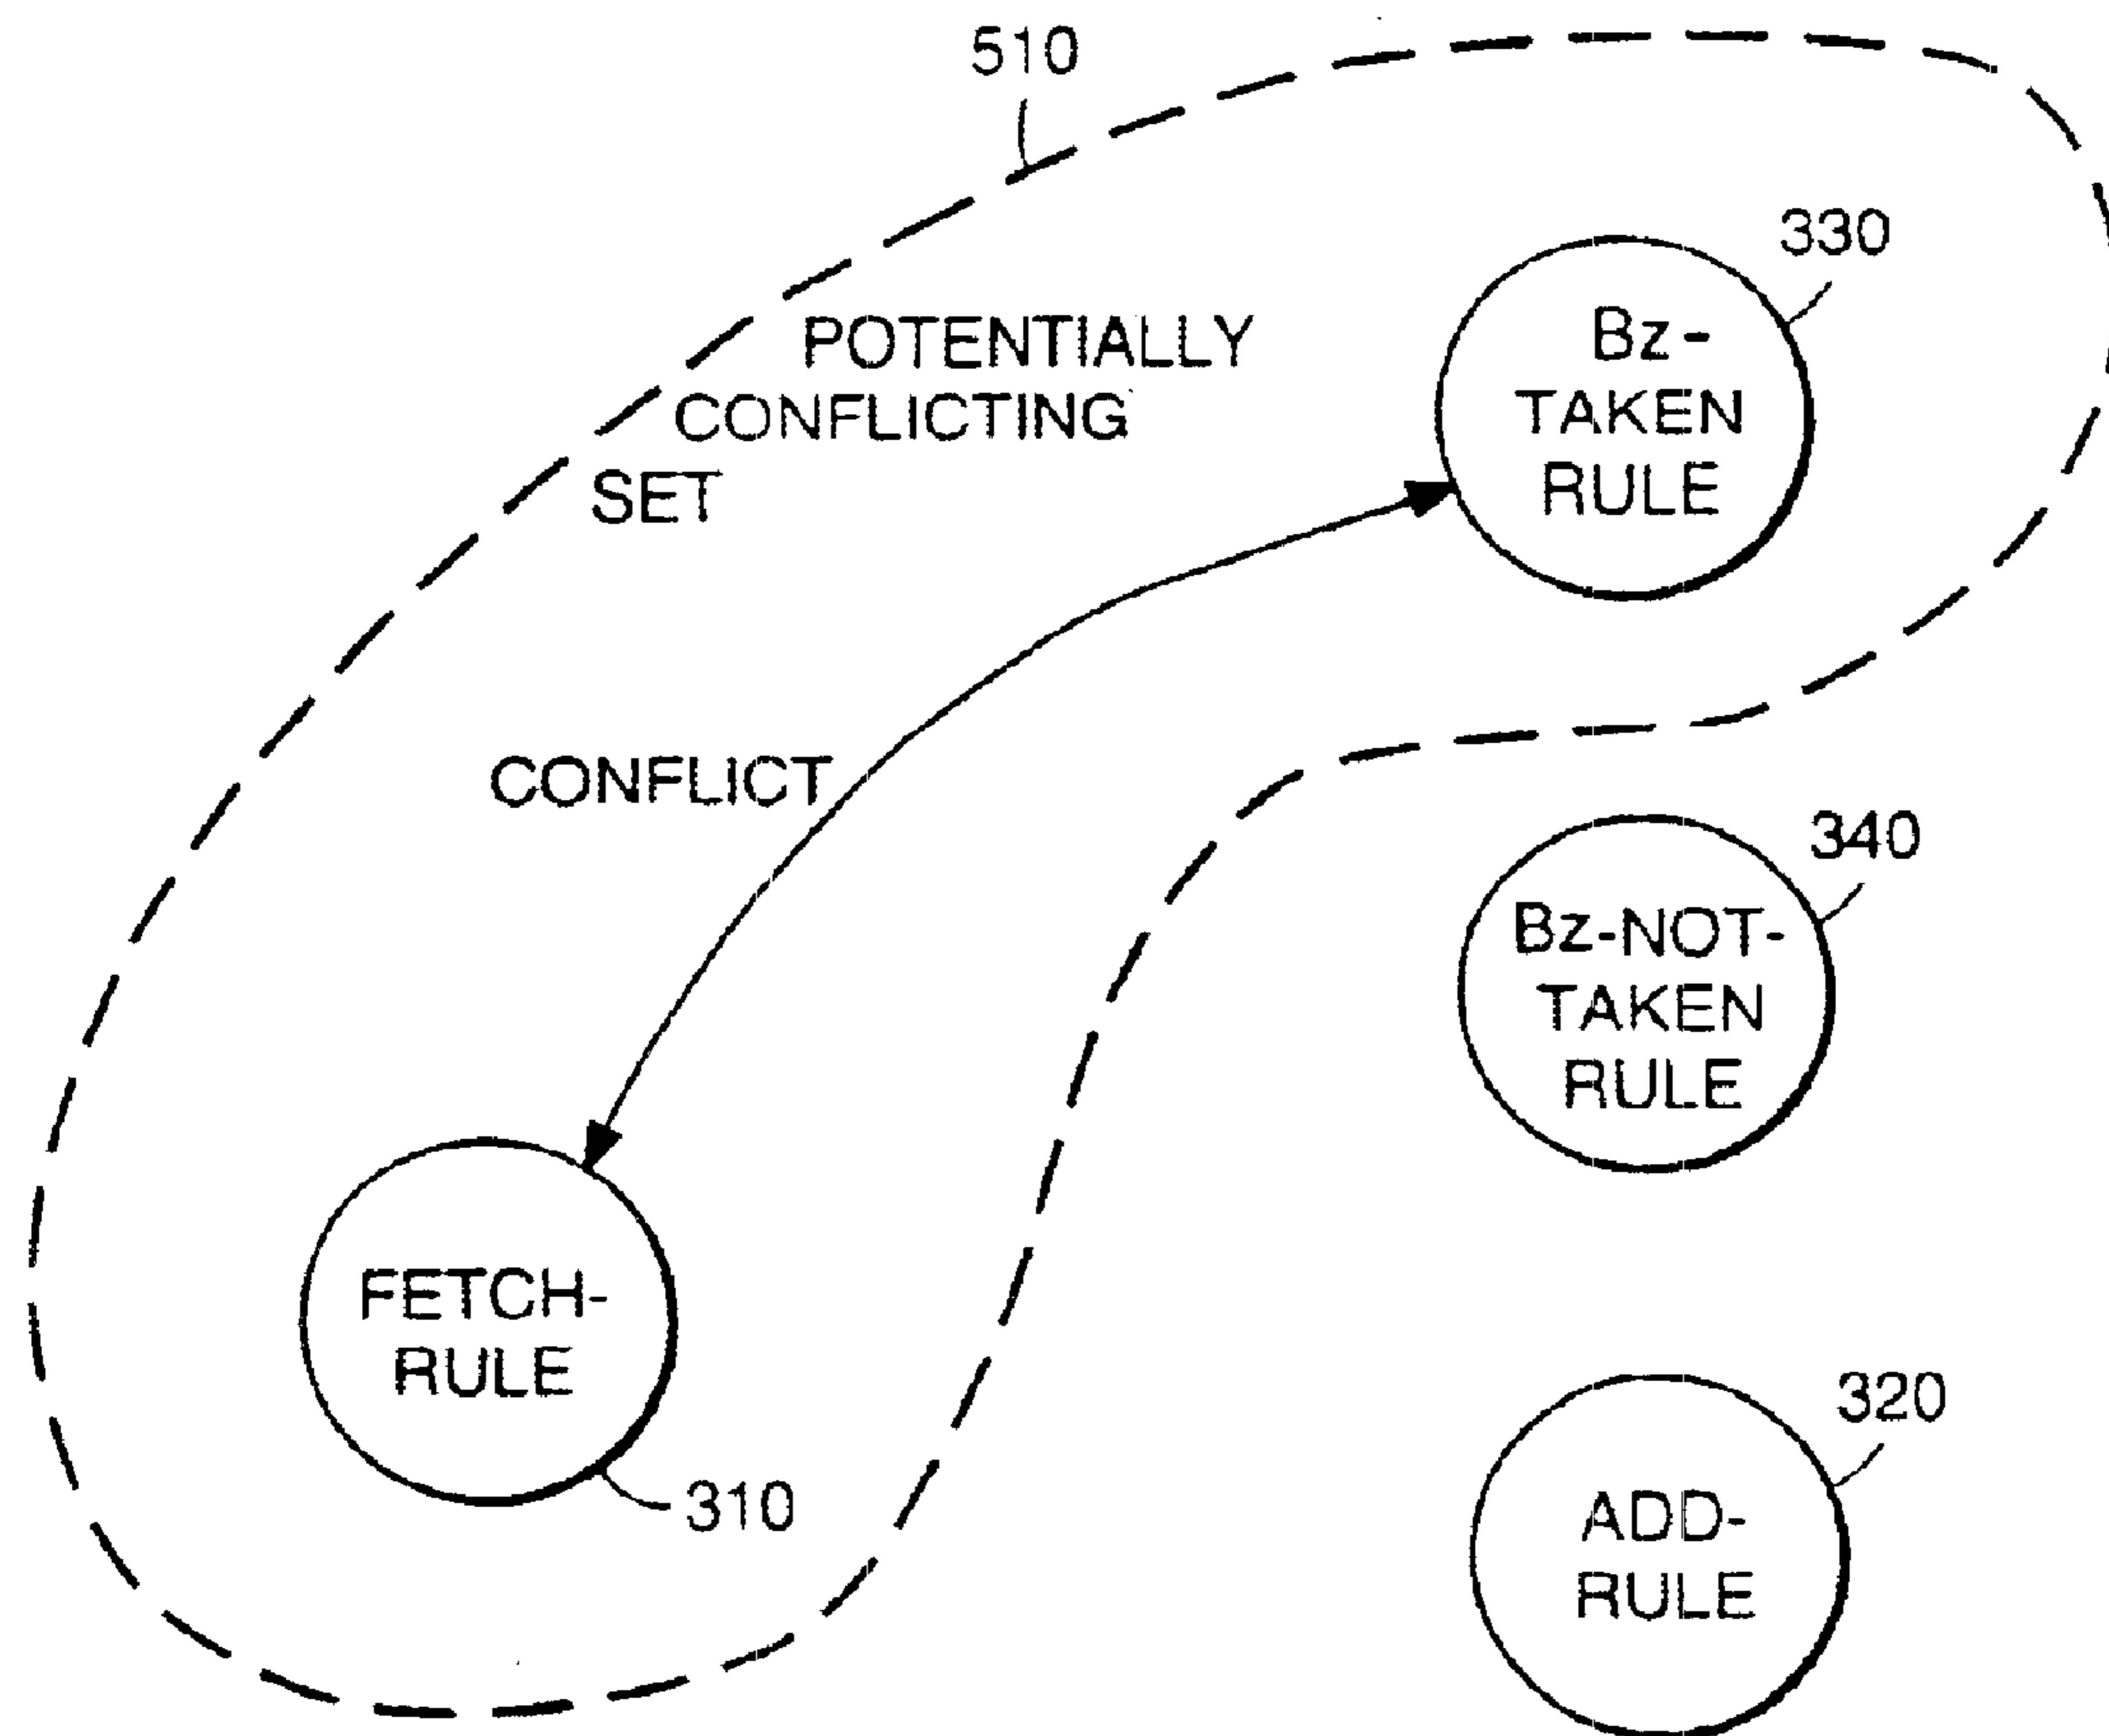 510
330
POTENTIALLY
CONFLICTING
SET
Bz-
TAKEN
RULE
CONFLICT
340
Bz-NOT-
TAKEN
RULE
FETCH-
RULE
310
320
ADD-
RULE